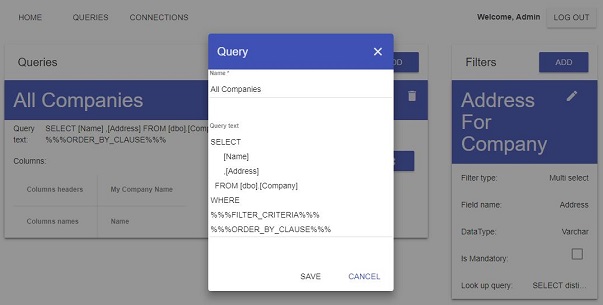 HOME QUERIES CONNECTIONS Welcome, Admin LOG OUT
Queries
DD
All Companies
Query text: SELECT [Name] ,[Address] FROM [dbo].[Comp
%%%ORDER_BY_CLAUSE%%%
Columns:
Columns headers My Company Name
Columns names Name
Query ×
Name *
All Companies
Query text
SELECT
[Name]
,[Address]
FROM [dbo].[Company]
WHERE
%%%FILTER_CRITERIA%%%
%%%ORDER_BY_CLAUSE%%%
SAVE CANCEL
Filters ADD
Address
For
Company
Filter type: Multi select
Field name: Address
DataType: Varchar
Is Mandatory:
Look up query: SELECT disti...